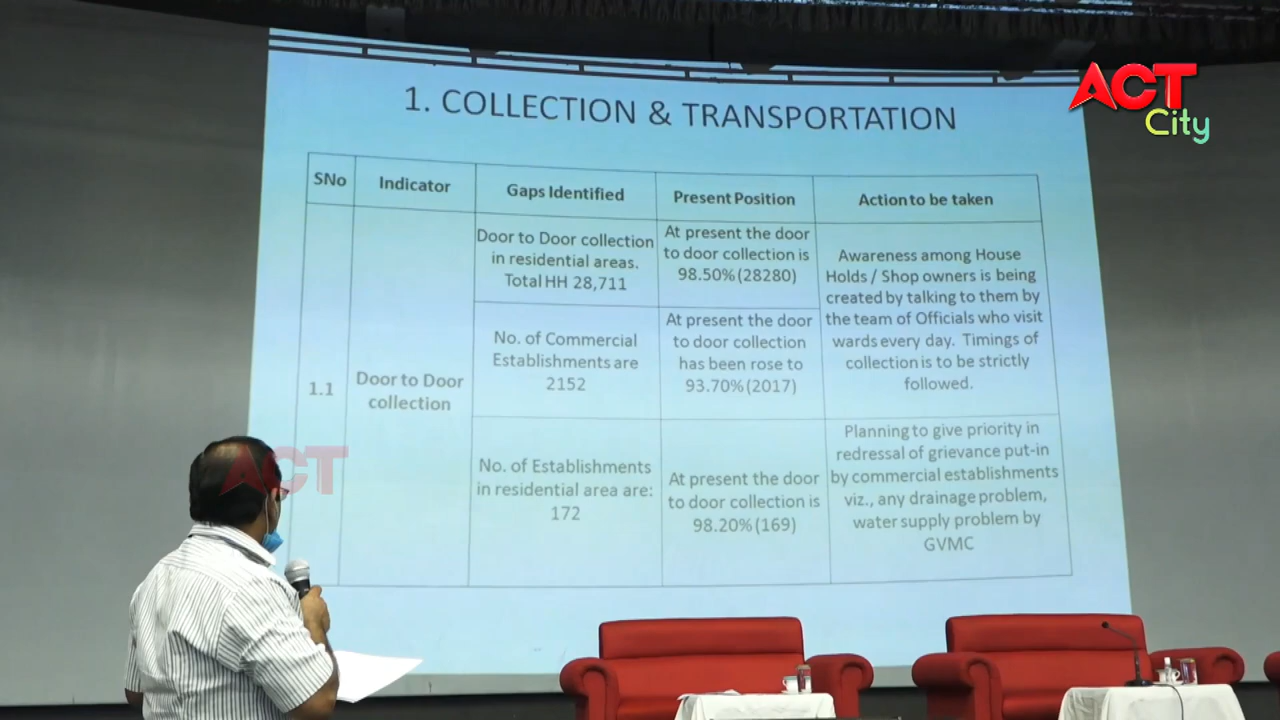 ACT
City
1. COLLECTION & TRANSPORTATION
SNo
Indicator
Gaps Identified
Present Position
Action to be taken
1.1
Door to Door
collection
Door to Door collection
in residential areas.
Total HH 28,711
At present the door
to door collection is
98.50% (28280)
Awareness among House
Holds / Shop owners is being
created by talking to them by
the team of Officials who visit
wards every day. Timings of
collection is to be strictly
followed.
No. of Commercial
Establishments are
2152
At present the door
to door collection
has been rose to
93.70% (2017)
No. of Establishments
in residential area are:
172
At present the door
to door collection is
98.20% (169)
Planning to give priority in
redressal of grievance put-in
by commercial establishments
viz., any drainage problem,
water supply problem by
GVMC
ACT